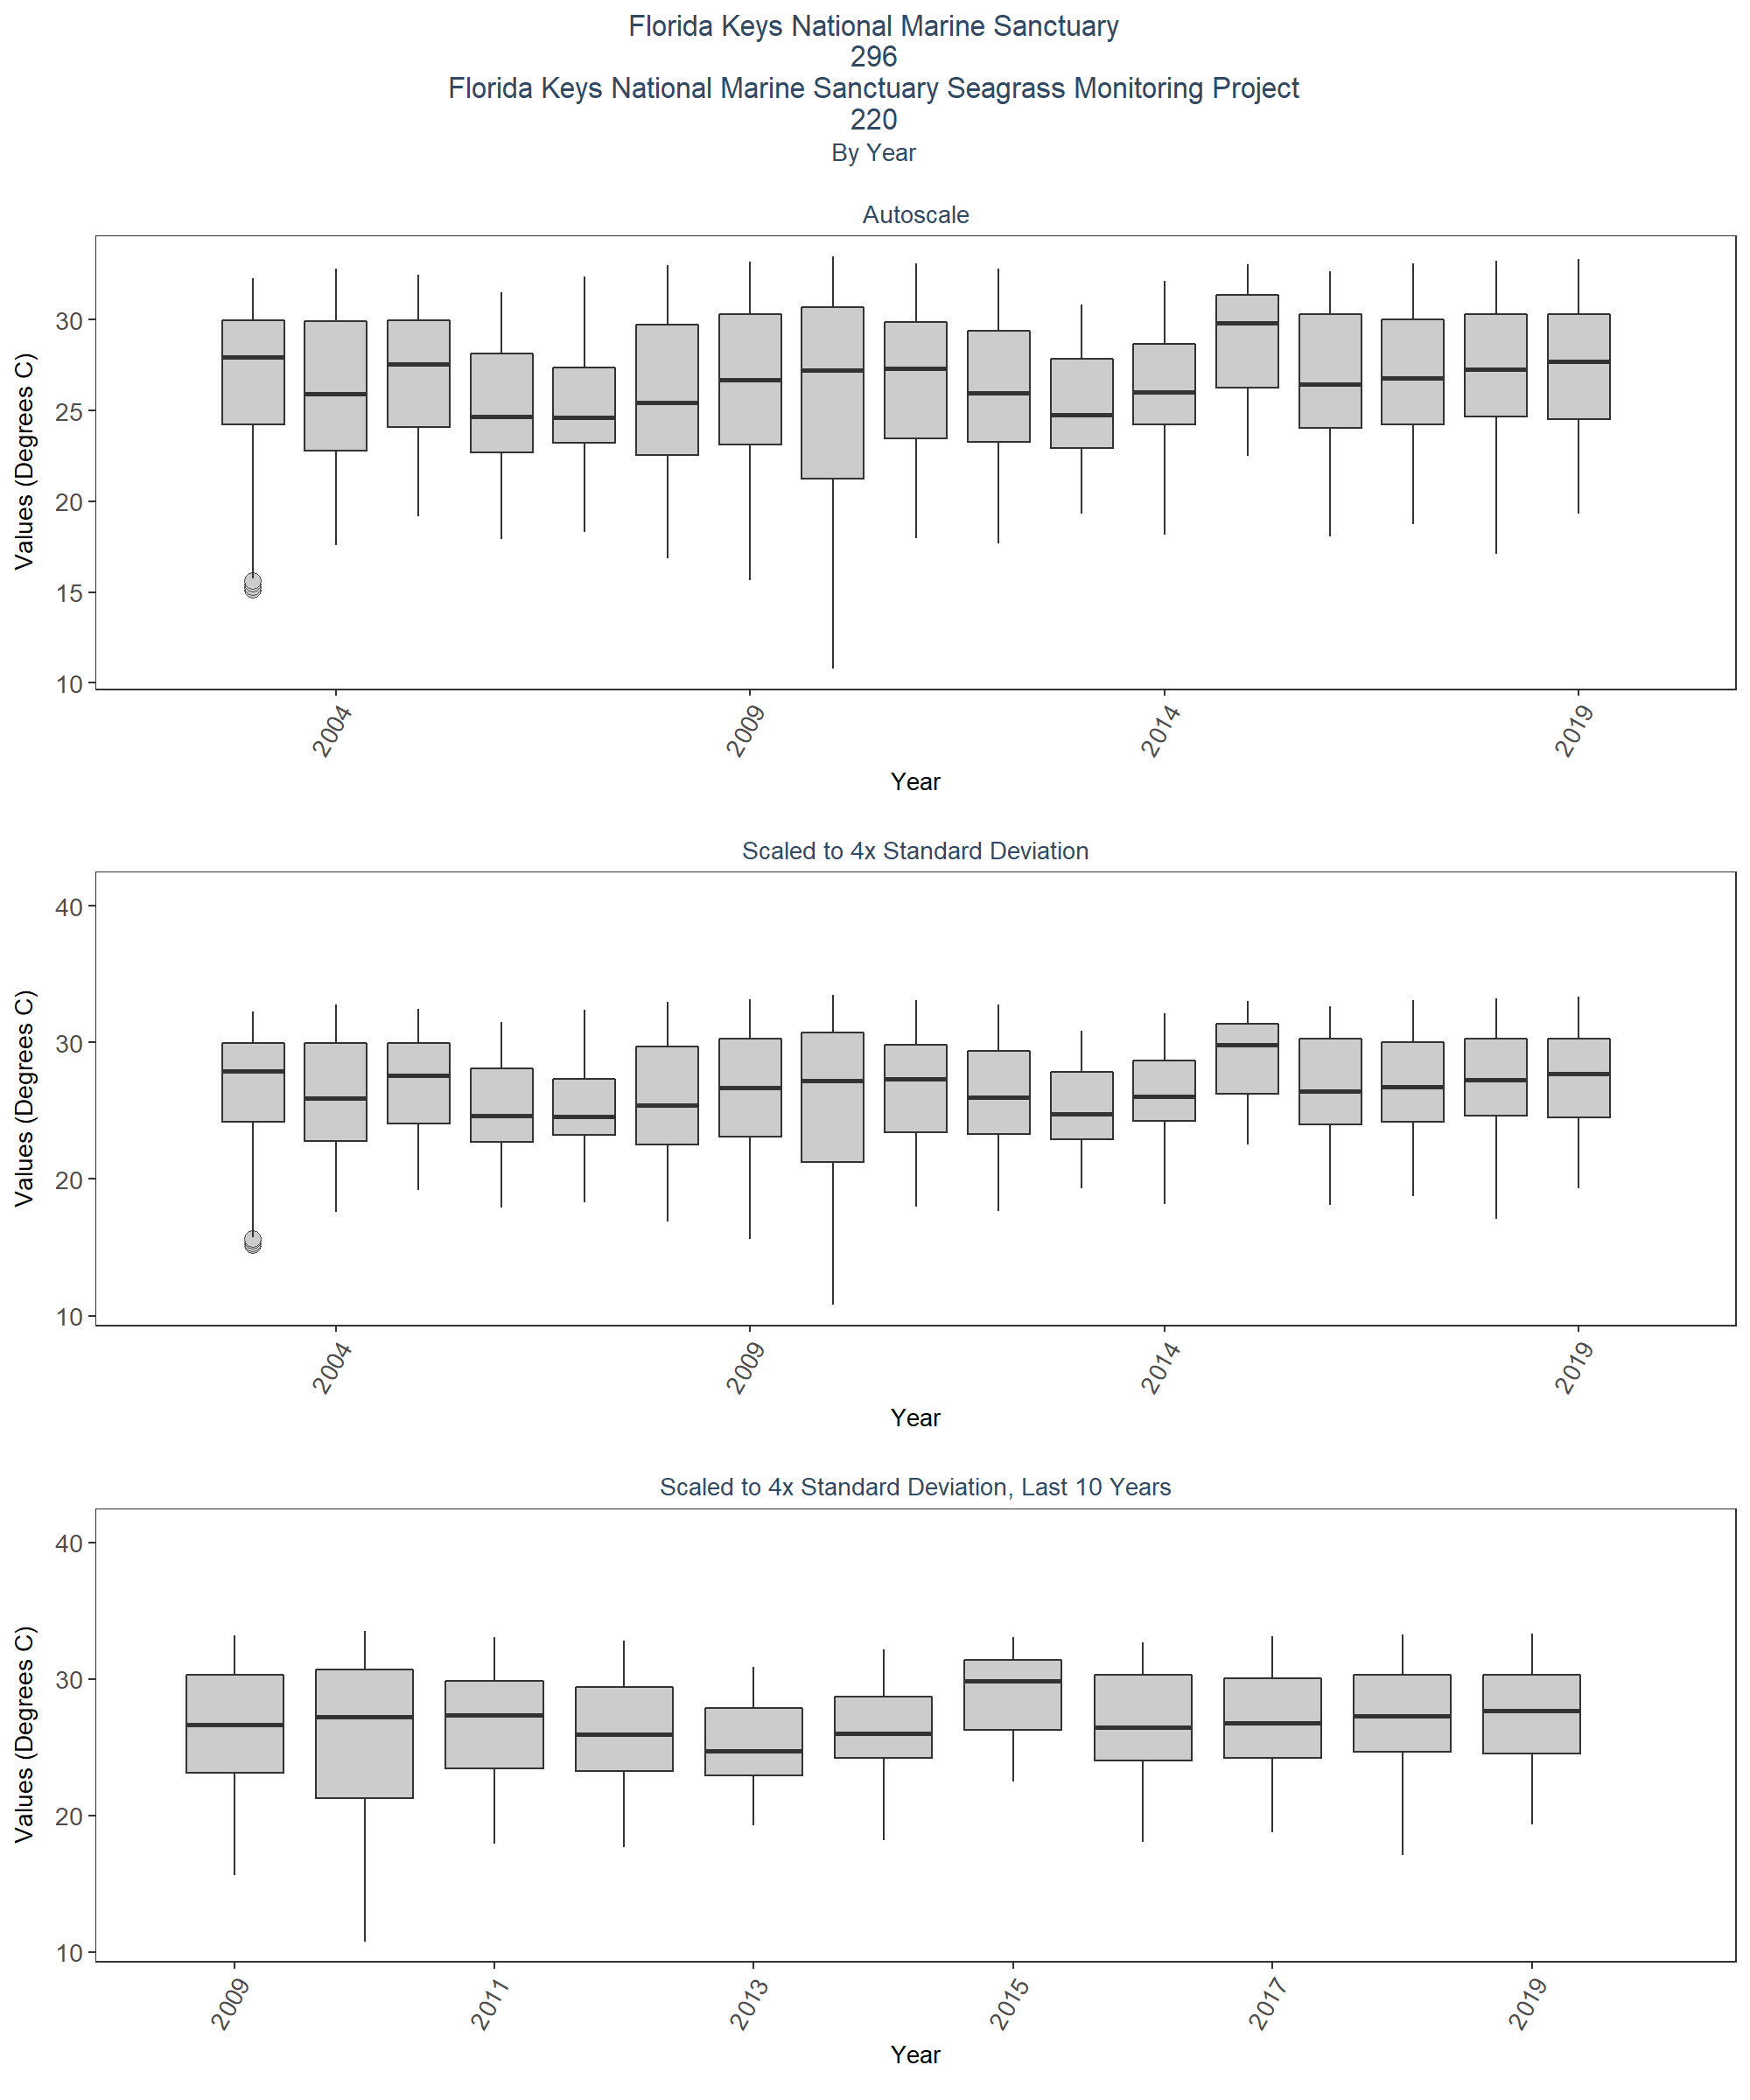 Florida Keys National Marine Sanctuary
296
Florida Keys National Marine Sanctuary Seagrass Monitoring Project
220
By Year
Autoscale
Values (Degrees C)
30
25
20
15
10
2004
2009
2014
2019
Year
Scaled to 4x Standard Deviation
Values (Degrees C)
40
30
20
10
2004
2009
2014
2019
Year
Scaled to 4x Standard Deviation, Last 10 Years
Values (Degrees C)
40
30
20
10
2009
2011
2013
2015
2017
2019
Year